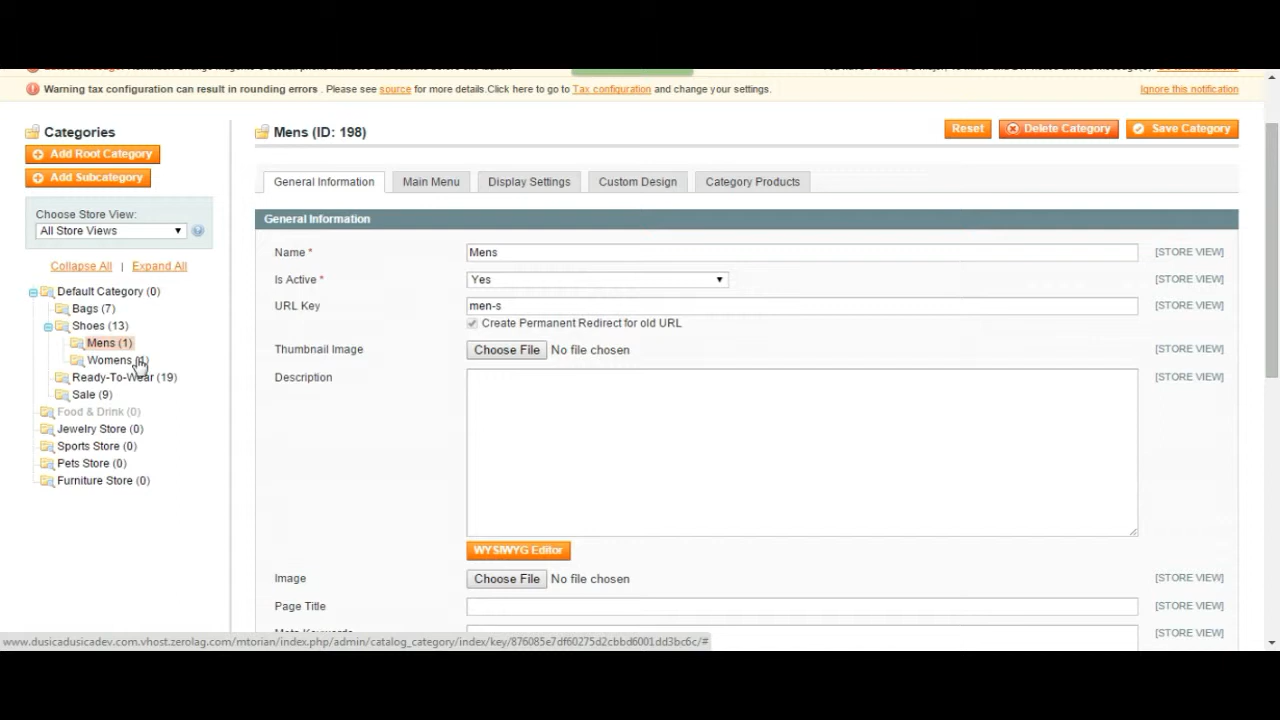 Warning tax configuration can result in rounding errors . Please see source for more details.Click here to go to Tax configuration and change your settings.
Ignore this notification
Categories
Add Root Category
Add Subcategory
Choose Store View:
All Store Views
Collapse All | Expand All
Default Category (0)
Bags (7)
Shoes (13)
Mens (1)
Womens
Ready-To-Wear (19)
Sale (9)
Food & Drink (0)
Jewelry Store (0)
Sports Store (0)
Pets Store (0)
Furniture Store (0)
Mens (ID: 198)
Reset
Delete Category
Save Category
General Information
Main Menu
Display Settings
Custom Design
Category Products
General Information
Name * Mens [STORE VIEW]
Is Active * Yes [STORE VIEW]
URL Key men-s [STORE VIEW]
Create Permanent Redirect for old URL
Thumbnail Image Choose File No file chosen [STORE VIEW]
Description [STORE VIEW]
WYSIWYG Editor
Image Choose File No file chosen [STORE VIEW]
Page Title [STORE VIEW]
[STORE VIEW]
www.dusicadusicadev.com.vhost.zerolag.com/mtorian/index.php/admin/catalog_category/index/key/876085e7df60275d2cbbd6001dd3bc6c/#